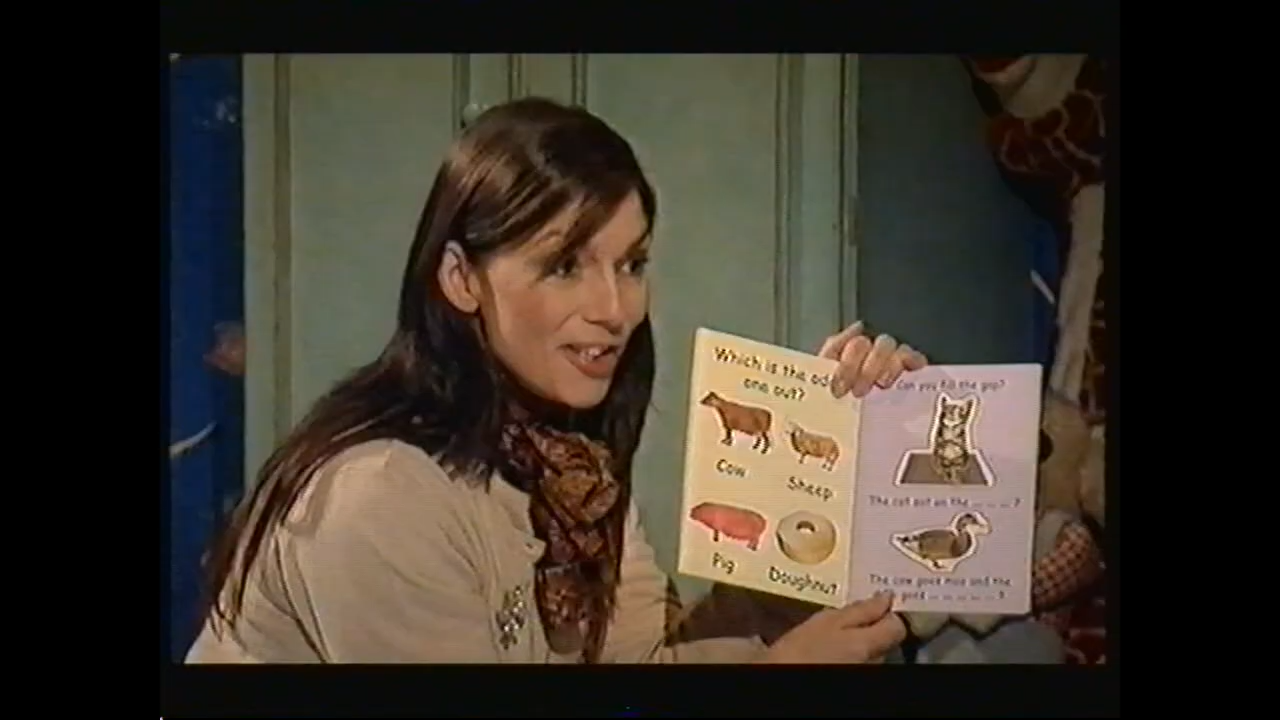 Which is the odd
one out?
Cow
Sheep
Pig
Doughnut
Can you fill the gap?
The cat sat on the _ _ _ ?
The cow goes moo and the
goes _ _ _ _ _ ?